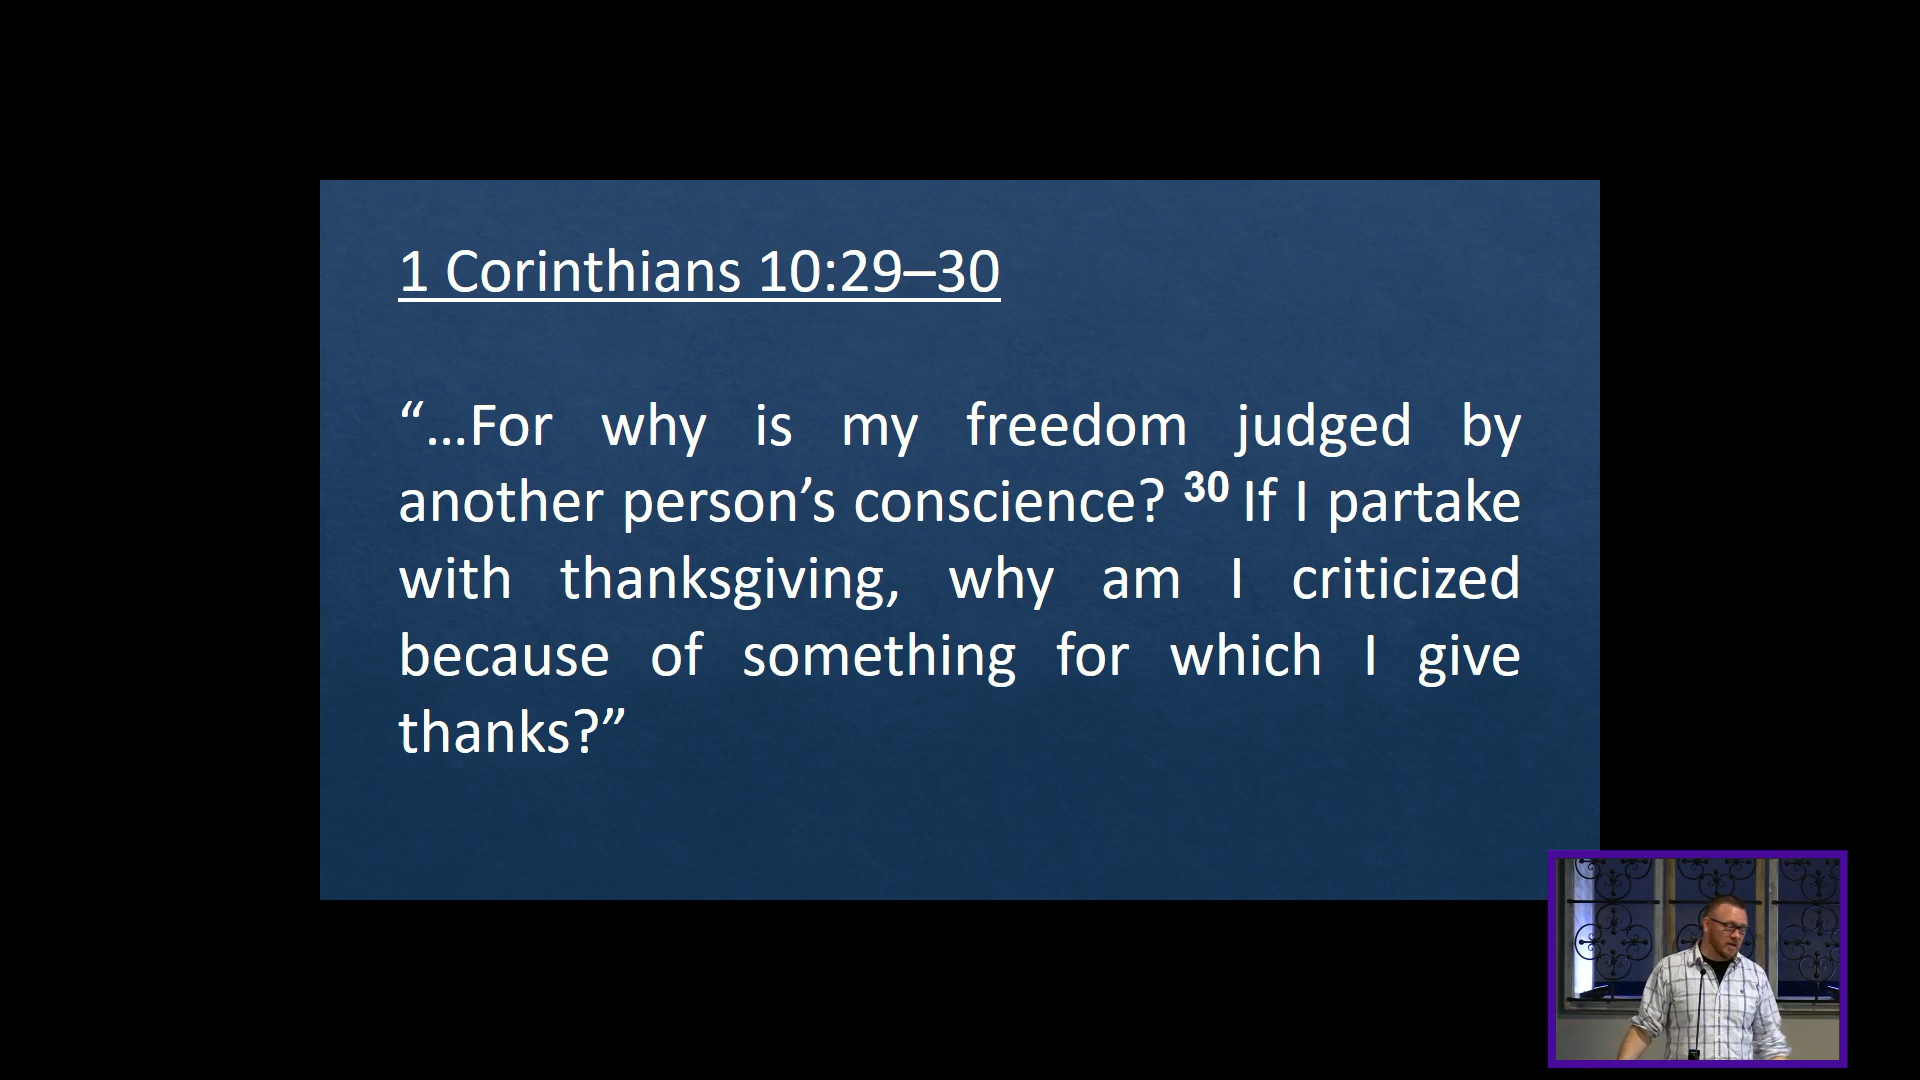 1 Corinthians 10:29–30
“...For why is my freedom judged by
another person’s conscience? 30 If I partake
with thanksgiving, why am I criticized
because of something for which I give
thanks?”